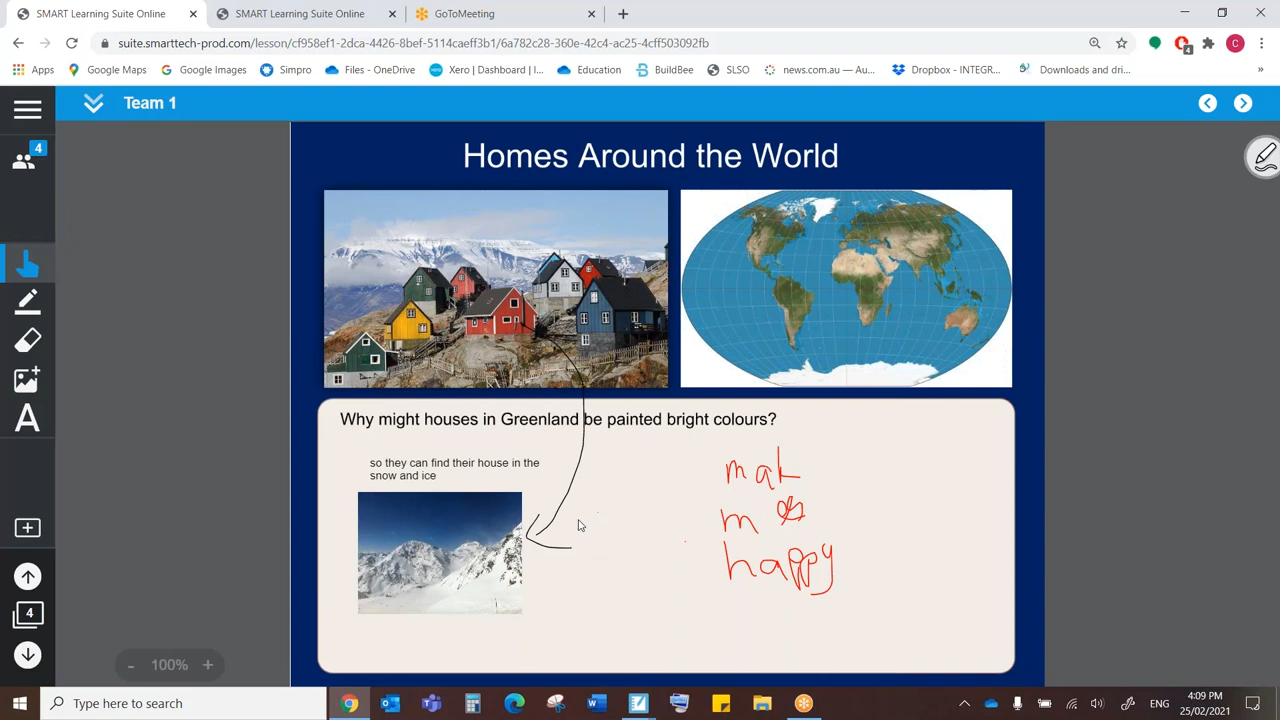 SMART Learning Suite Online
SMART Learning Suite Online
GoToMeeting
suite.smarttech-prod.com/lesson/cf958ef1-2dca-4426-8bef-5114caeff3b1/6a782c28-360e-42c4-ac25-4cff503092fb
4
C
Apps
Google Maps
Google Images
Simpro
Files - OneDrive
Xero | Dashboard | I...
Education
BuildBee
SLSO
news.com.au — Au...
Dropbox - INTEGR...
Downloads and dri...
»
Team 1
4
Homes Around the World
Why might houses in Greenland be painted bright colours?
so they can find their house in the
snow and ice
mak
m
happy
A
4
- 100% +
Type here to search
ENG
4:09 PM
25/02/2021